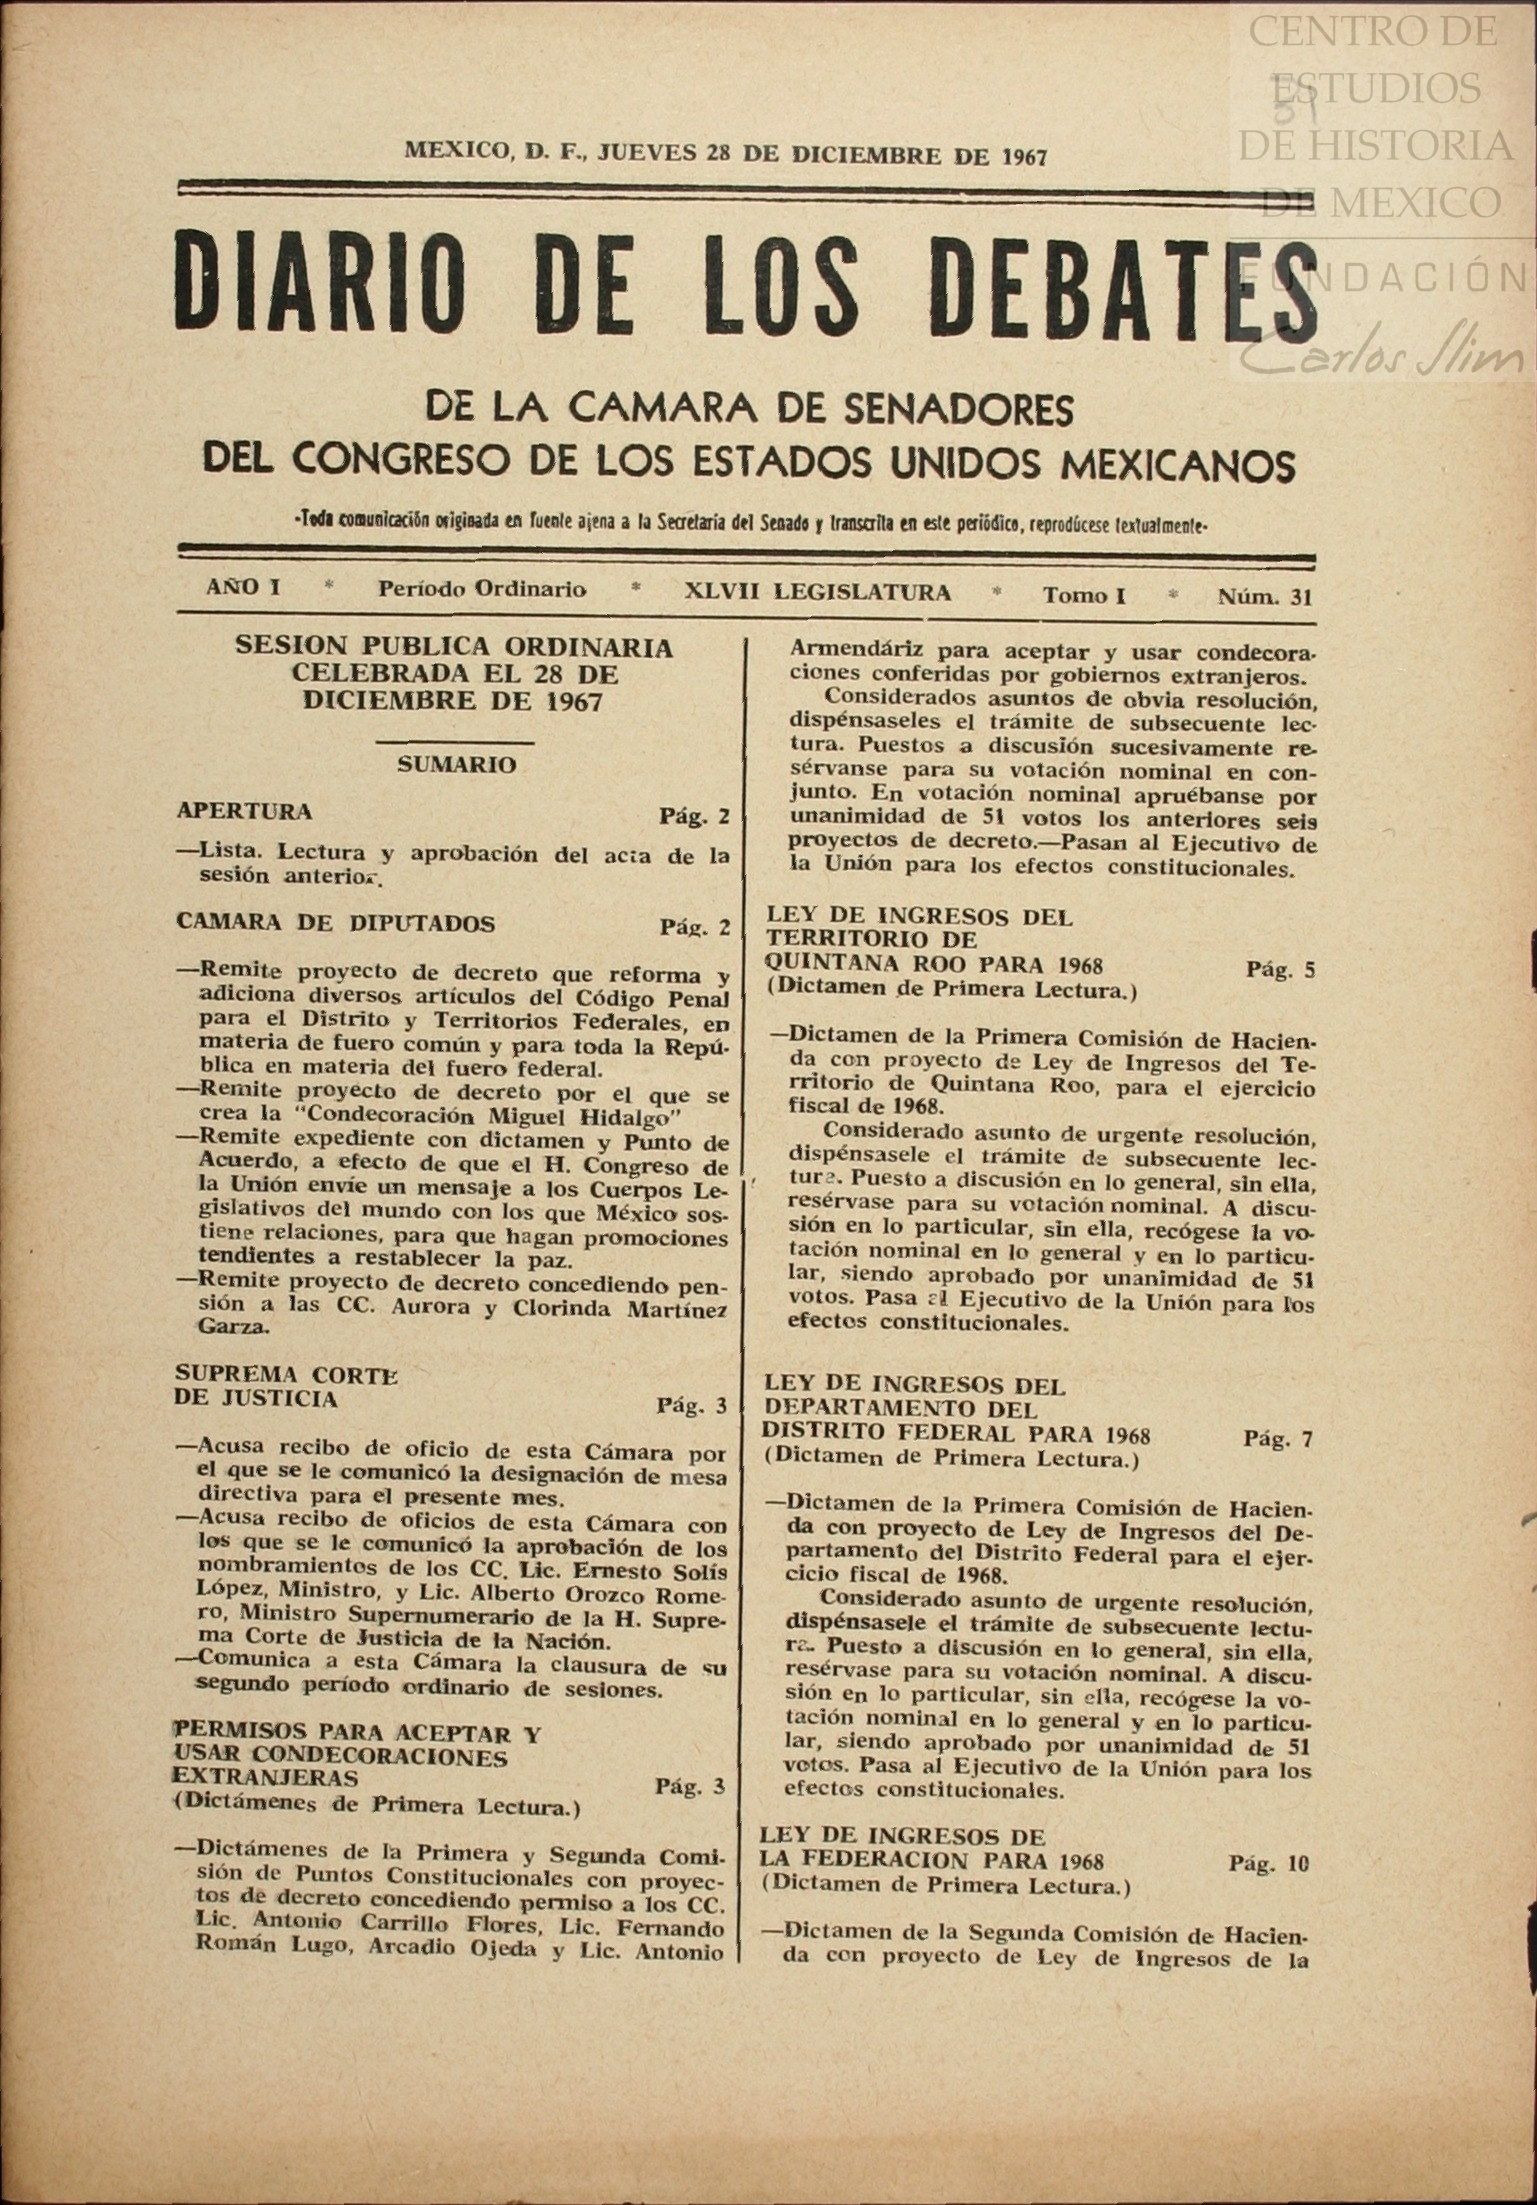 CENTRO DE
ESTUDIOS
DE HISTORIA
DE MEXICO
FUNDACIÓN
Carlos Slim
MEXICO, D. F., JUEVES 28 DE DICIEMBRE DE 1967
DIARIO DE LOS DEBATES
DE LA CAMARA DE SENADORES
DEL CONGRESO DE LOS ESTADOS UNIDOS MEXICANOS
-Toda comunicación originada en fuente ajena a la Secretaría del Senado y transcrita en este periódico, reprodúcese textualmente-
AÑO I * Período Ordinario * XLVII LEGISLATURA * Tomo I * Núm. 31
SESION PUBLICA ORDINARIA
CELEBRADA EL 28 DE
DICIEMBRE DE 1967
SUMARIO
APERTURA Pág. 2
—Lista. Lectura y aprobación del acta de la
sesión anterior.
CAMARA DE DIPUTADOS Pág. 2
—Remite proyecto de decreto que reforma y
adiciona diversos artículos del Código Penal
para el Distrito y Territorios Federales, en
materia de fuero común y para toda la Repú-
blica en materia del fuero federal.
—Remite proyecto de decreto por el que se
crea la "Condecoración Miguel Hidalgo"
—Remite expediente con dictamen y Punto de
Acuerdo, a efecto de que el H. Congreso de
la Unión envíe un mensaje a los Cuerpos Le-
gislativos del mundo con los que México sos-
tiene relaciones, para que hagan promociones
tendientes a restablecer la paz.
—Remite proyecto de decreto concediendo pen-
sión a las CC. Aurora y Clorinda Martínez
Garza.
SUPREMA CORTE
DE JUSTICIA Pág. 3
—Acusa recibo de oficio de esta Cámara por
el que se le comunicó la designación de mesa
directiva para el presente mes.
—Acusa recibo de oficios de esta Cámara con
los que se le comunicó la aprobación de los
nombramientos de los CC. Lic. Ernesto Solís
López, Ministro, y Lic. Alberto Orozco Rome-
ro, Ministro Supernumerario de la H. Supre-
ma Corte de Justicia de la Nación.
—Comunica a esta Cámara la clausura de su
segundo período ordinario de sesiones.
PERMISOS PARA ACEPTAR Y
USAR CONDECORACIONES
EXTRANJERAS Pág. 3
(Dictámenes de Primera Lectura.)
—Dictámenes de la Primera y Segunda Comi-
sión de Puntos Constitucionales con proyec-
tos de decreto concediendo permiso a los CC.
Lic. Antonio Carrillo Flores, Lic. Fernando
Román Lugo, Arcadio Ojeda y Lic. Antonio
Armendáriz para aceptar y usar condecora-
ciones conferidas por gobiernos extranjeros.
Considerados asuntos de obvia resolución,
dispénsaseles el trámite de subsecuente lec-
tura. Puestos a discusión sucesivamente re-
sérvanse para su votación nominal en con-
junto. En votación nominal apruébanse por
unanimidad de 51 votos los anteriores seis
proyectos de decreto.—Pasan al Ejecutivo de
la Unión para los efectos constitucionales.
LEY DE INGRESOS DEL
TERRITORIO DE
QUINTANA ROO PARA 1968 Pág. 5
(Dictamen de Primera Lectura.)
—Dictamen de la Primera Comisión de Hacien-
da con proyecto de Ley de Ingresos del Te-
rritorio de Quintana Roo, para el ejercicio
fiscal de 1968.
Considerado asunto de urgente resolución,
dispénsasele el trámite de subsecuente lec-
tura. Puesto a discusión en lo general, sin ella,
resérvase para su votación nominal. A discu-
sión en lo particular, sin ella, recógese la vo-
tación nominal en lo general y en lo particu-
lar, siendo aprobado por unanimidad de 51
votos. Pasa al Ejecutivo de la Unión para los
efectos constitucionales.
LEY DE INGRESOS DEL
DEPARTAMENTO DEL
DISTRITO FEDERAL PARA 1968 Pág. 7
(Dictamen de Primera Lectura.)
—Dictamen de la Primera Comisión de Hacien-
da con proyecto de Ley de Ingresos del De-
partamento del Distrito Federal para el ejer-
cicio fiscal de 1968.
Considerado asunto de urgente resolución,
dispénsasele el trámite de subsecuente lectu-
ra. Puesto a discusión en lo general, sin ella,
resérvase para su votación nominal. A discu-
sión en lo particular, sin ella, recógese la vo-
tación nominal en lo general y en lo particu-
lar, siendo aprobado por unanimidad de 51
votos. Pasa al Ejecutivo de la Unión para los
efectos constitucionales.
LEY DE INGRESOS DE
LA FEDERACION PARA 1968 Pág. 10
(Dictamen de Primera Lectura.)
—Dictamen de la Segunda Comisión de Hacien-
da con proyecto de Ley de Ingresos de la